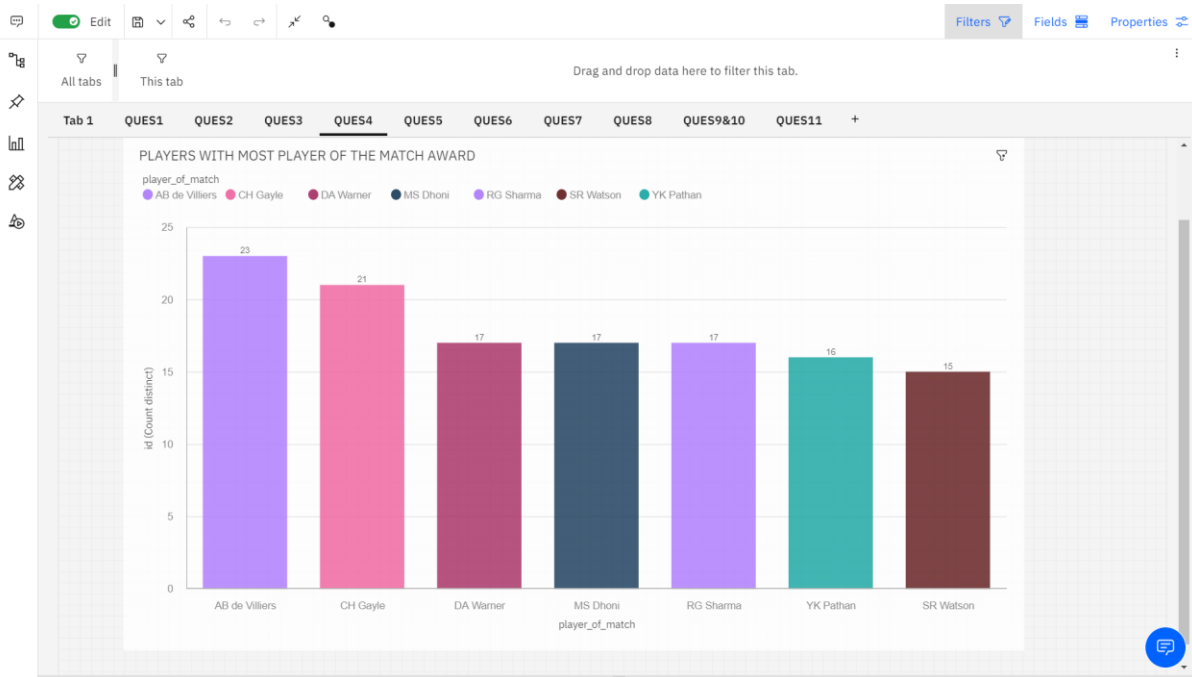 Edit
Filters
Fields
Properties
All tabs
This tab
Drag and drop data here to filter this tab.
Tab 1 QUES1 QUES2 QUES3 QUES4 QUES5 QUES6 QUES7 QUES8 QUES9&10 QUES11 +
PLAYERS WITH MOST PLAYER OF THE MATCH AWARD
player_of_match
AB de Villiers CH Gayle DA Warner MS Dhoni RG Sharma SR Watson YK Pathan
25
20
15
10
5
0
id (Count distinct)
23
21
17
17
17
16
15
AB de Villiers CH Gayle DA Warner MS Dhoni RG Sharma YK Pathan SR Watson
player_of_match